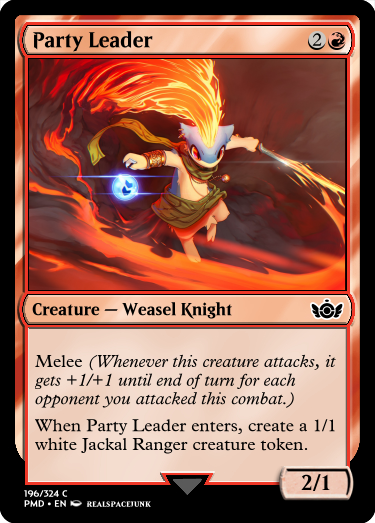 Party Leader 2
Creature — Weasel Knight
Melee (Whenever this creature attacks, it
gets +1/+1 until end of turn for each
opponent you attacked this combat.)
When Party Leader enters, create a 1/1
white Jackal Ranger creature token.
2/1
196/324 C
PMD • EN REALSPACEJUNK